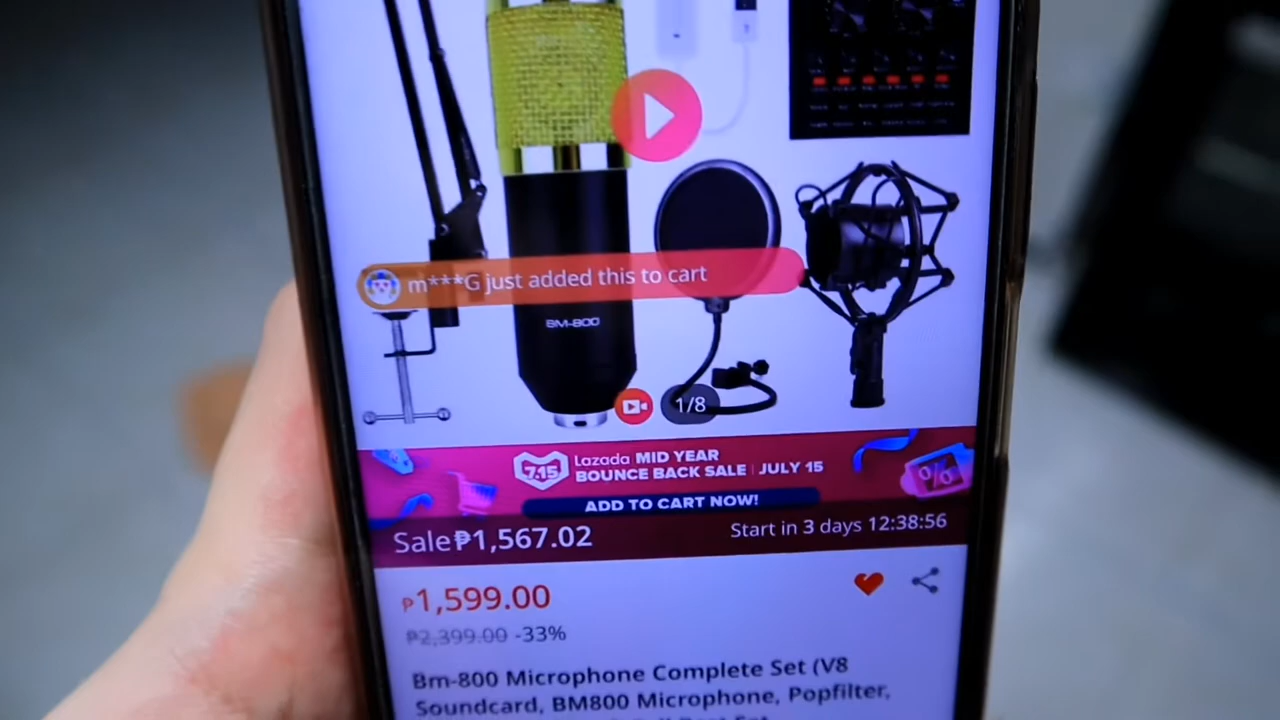 m***G just added this to cart
BM-800
1/8
7.15
Lazada MID YEAR
BOUNCE BACK SALE | JULY 15
%
ADD TO CART NOW!
Sale₱1,567.02
Start in 3 days 12:38:56
₱1,599.00
₱2,399.00 -33%
Bm-800 Microphone Complete Set (V8
Soundcard, BM800 Microphone, Popfilter,